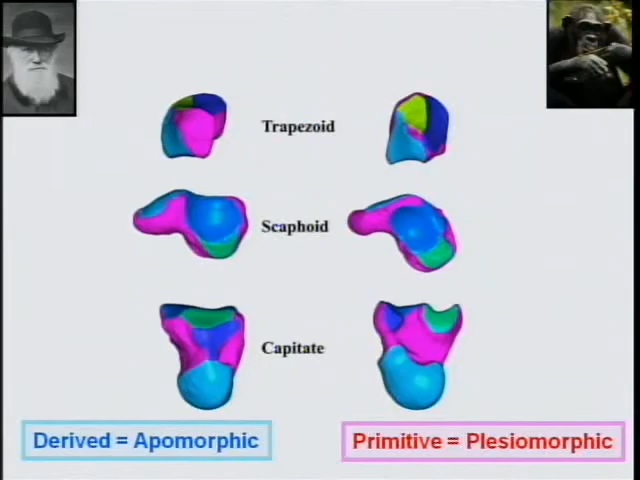 Trapezoid
Scaphoid
Capitate
Derived = Apomorphic
Primitive = Plesiomorphic